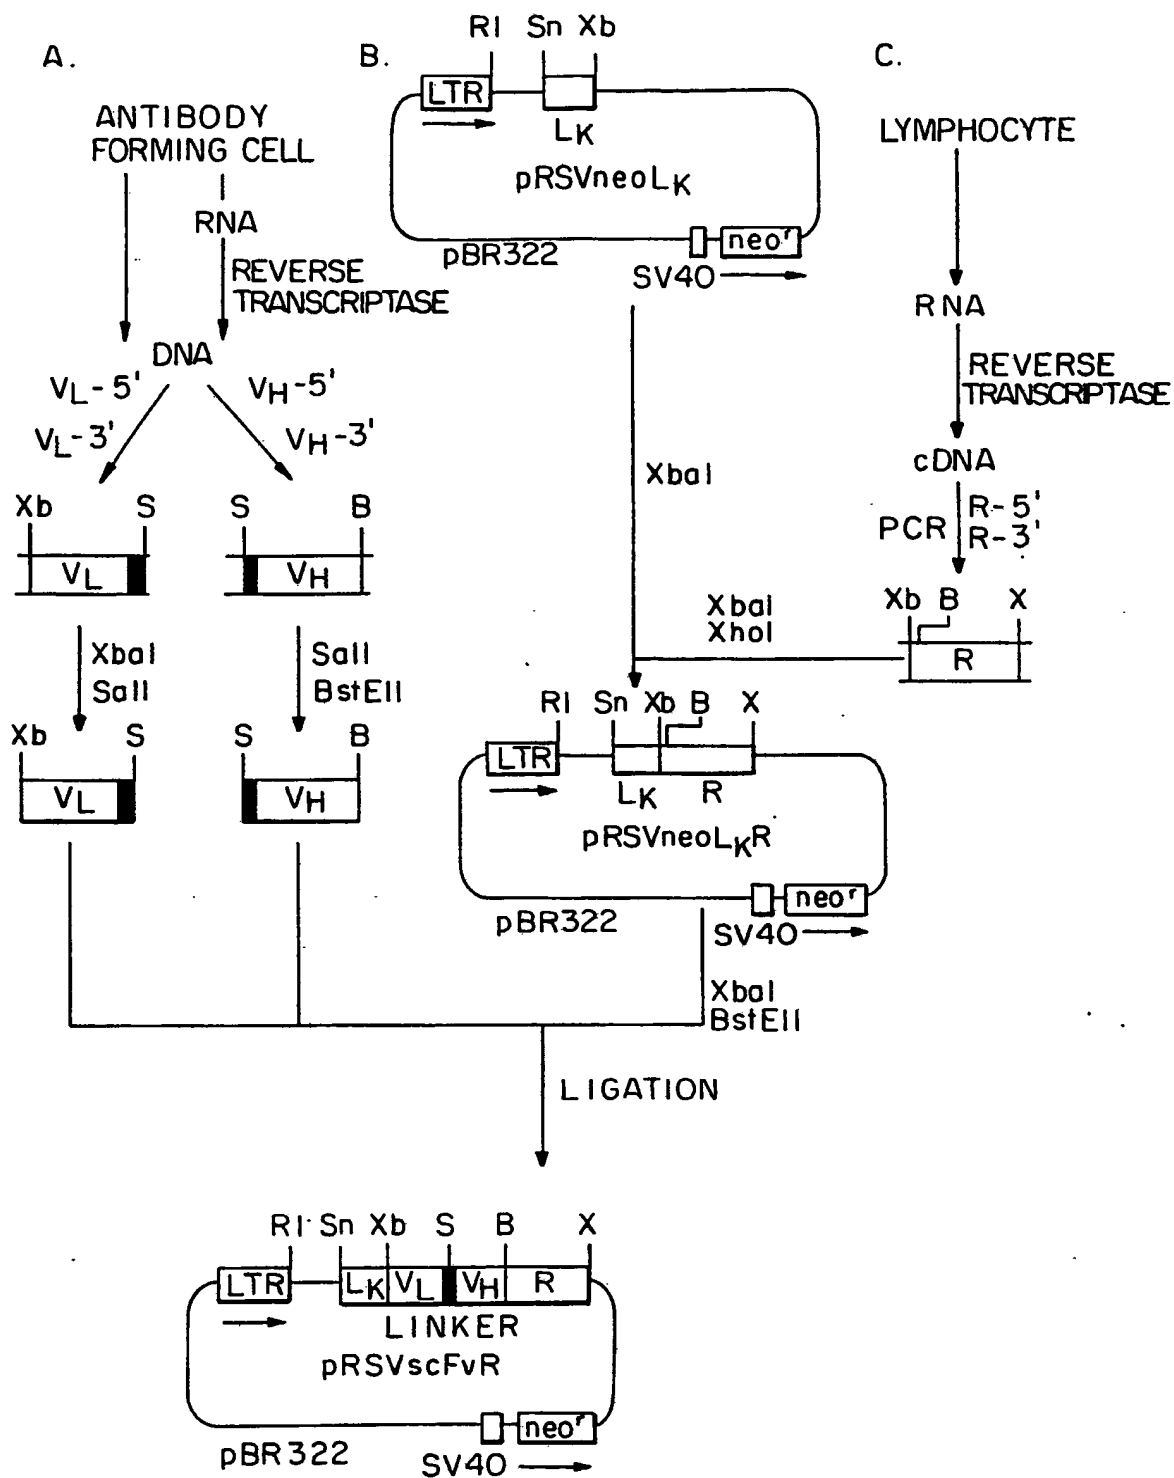 A.
ANTIBODY
FORMING CELL
RNA
REVERSE
TRANSCRIPTASE
DNA
VL-5'
VL-3'
VH-5'
VH-3'
Xb S
VL
S B
VH
XbaI
SalI
SalI
BstEII
Xb S
VL
S B
VH
B.
RI Sn Xb
LTR
LK
pRSVneoLK
pBR322
SV40
neor
XbaI
C.
LYMPHOCYTE
RNA
REVERSE
TRANSCRIPTASE
cDNA
PCR
R-5'
R-3'
Xb B X
R
XbaI
XhoI
RI Sn Xb B X
LTR
LK R
pRSVneoLKR
pBR322
SV40
neor
XbaI
BstEII
LIGATION
RI Sn Xb S B X
LTR LK VL VH R
LINKER
pRSVscFvR
pBR322
SV40
neor